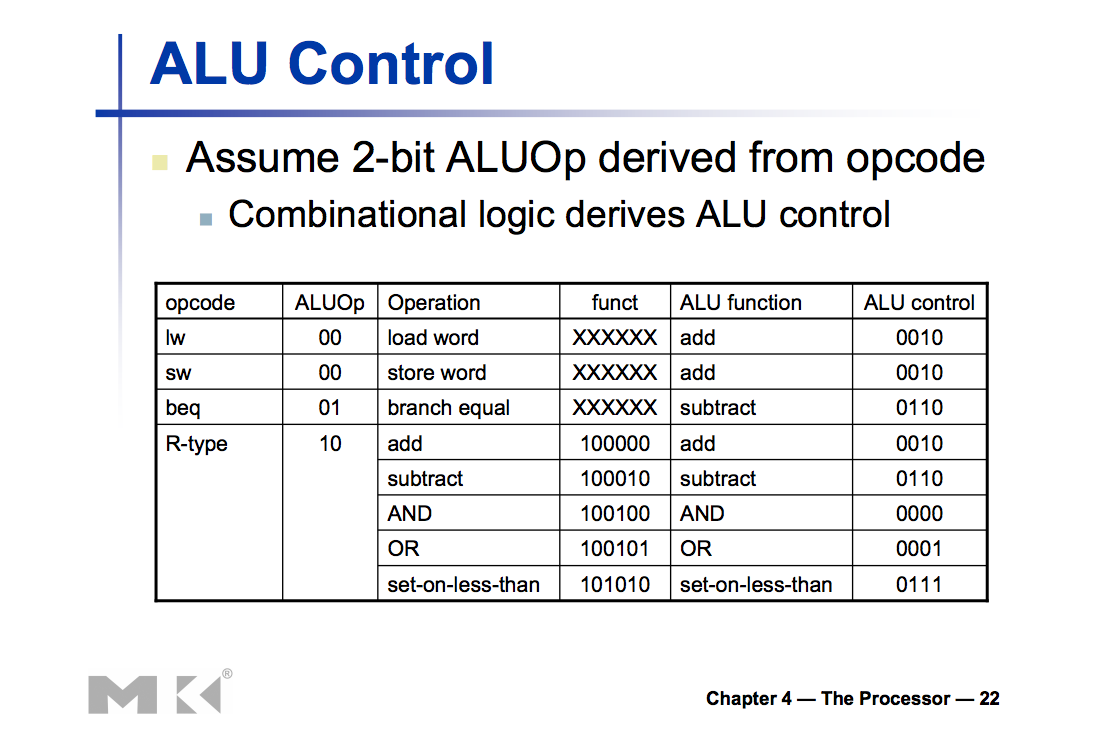 ALU Control
Assume 2-bit ALUOp derived from opcode
Combinational logic derives ALU control
opcode ALUOp Operation funct ALU function ALU control
lw 00 load word XXXXXX add 0010
sw 00 store word XXXXXX add 0010
beq 01 branch equal XXXXXX subtract 0110
R-type 10 add 100000 add 0010
subtract 100010 subtract 0110
AND 100100 AND 0000
OR 100101 OR 0001
set-on-less-than 101010 set-on-less-than 0111
MK®
Chapter 4 — The Processor — 22